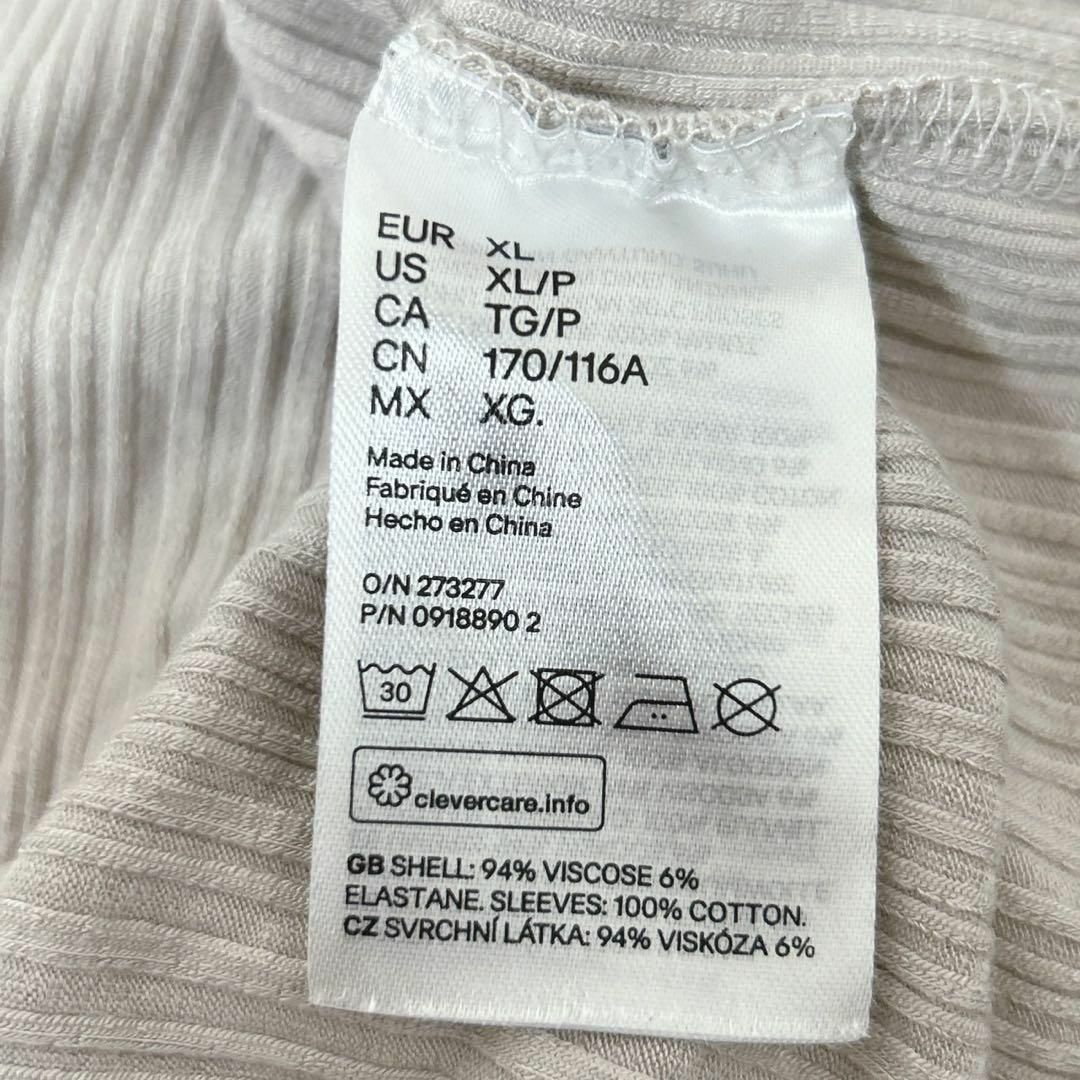 EUR XL
US XL/P
CA TG/P
CN 170/116A
MX XG.
Made in China
Fabriqué en Chine
Hecho en China
O/N 273277
P/N 0918890 2
30
clevercare.info
GB SHELL: 94% VISCOSE 6%
ELASTANE. SLEEVES: 100% COTTON.
CZ SVRCHNÍ LÁTKA: 94% VISKÓZA 6%